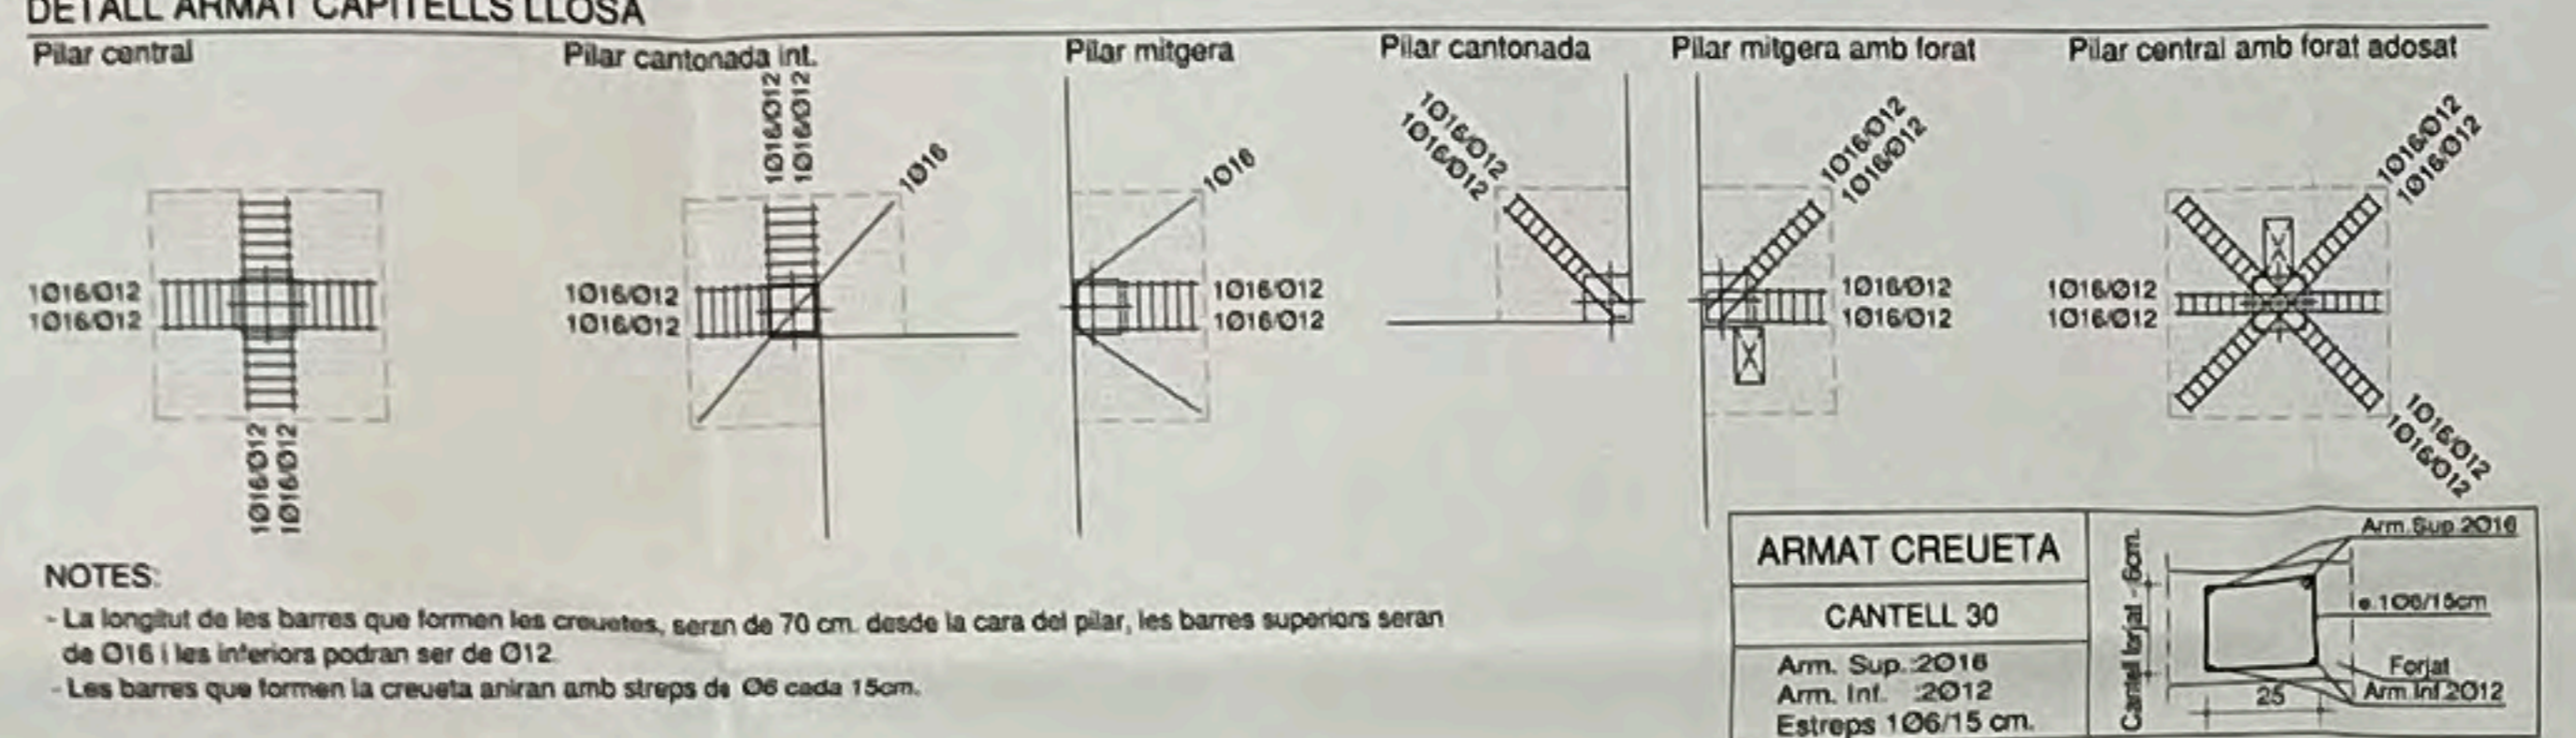 DETALL ARMAT CAPITELLS LLOSA
Pilar central
Pilar cantonada int.
Pilar mitgera
Pilar cantonada
Pilar mitgera amb forat
Pilar central amb forat adosat
1Ø16/Ø12
1Ø16/Ø12
1Ø16/Ø12
1Ø16/Ø12
1Ø16/Ø12
1Ø16/Ø12
1Ø16
1Ø16/Ø12
1Ø16/Ø12
1Ø16
1Ø16/Ø12
1Ø16/Ø12
1Ø16/Ø12
1Ø16/Ø12
1Ø16/Ø12
1Ø16/Ø12
1Ø16/Ø12
1Ø16/Ø12
1Ø16/Ø12
1Ø16/Ø12
1Ø16/Ø12
1Ø16/Ø12
1Ø16/Ø12
1Ø16/Ø12
NOTES:
- La longitut de les barres que formen les creuetes, seran de 70 cm. desde la cara del pilar, les barres superiors seran
de Ø16 i les inferiors podran ser de Ø12.
- Les barres que formen la creueta aniran amb streps de Ø6 cada 15cm.
ARMAT CREUETA
CANTELL 30
Arm. Sup.:2Ø16
Arm. Inf. :2Ø12
Estreps 1Ø6/15 cm.
Cantell forjat - 6cm.
Arm.Sup.2Ø16
e.1Ø6/15cm
Forjat
Arm.Inf.2Ø12
25